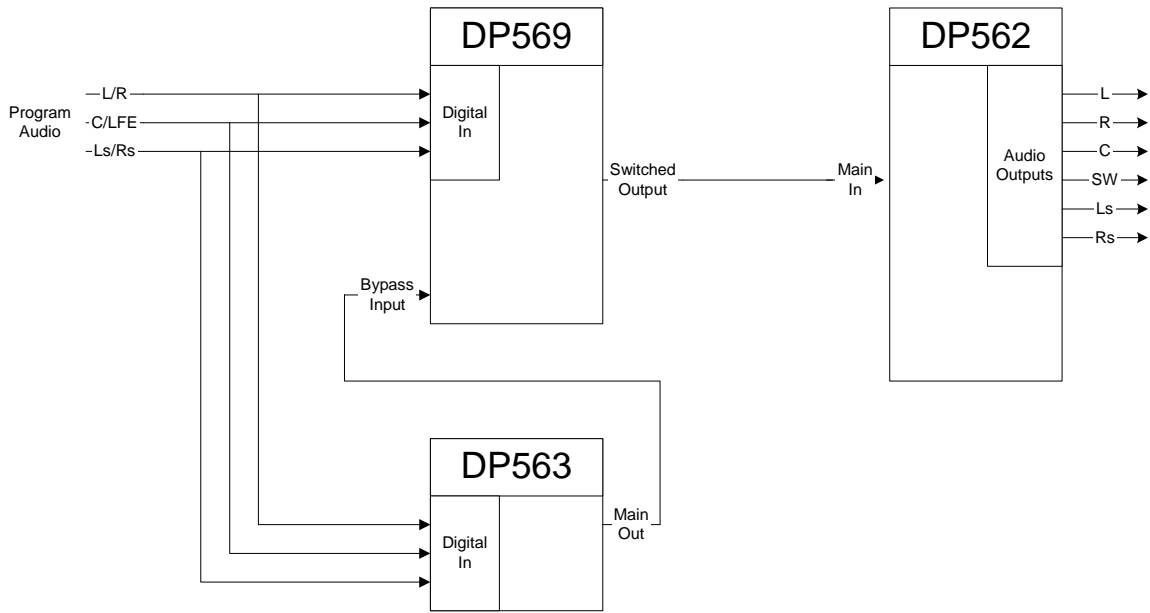 DP569
DP562
Program
Audio
L/R
C/LFE
Ls/Rs
Digital
In
Switched
Output
Main
In
Audio
Outputs
L
R
C
SW
Ls
Rs
Bypass
Input
DP563
Digital
In
Main
Out